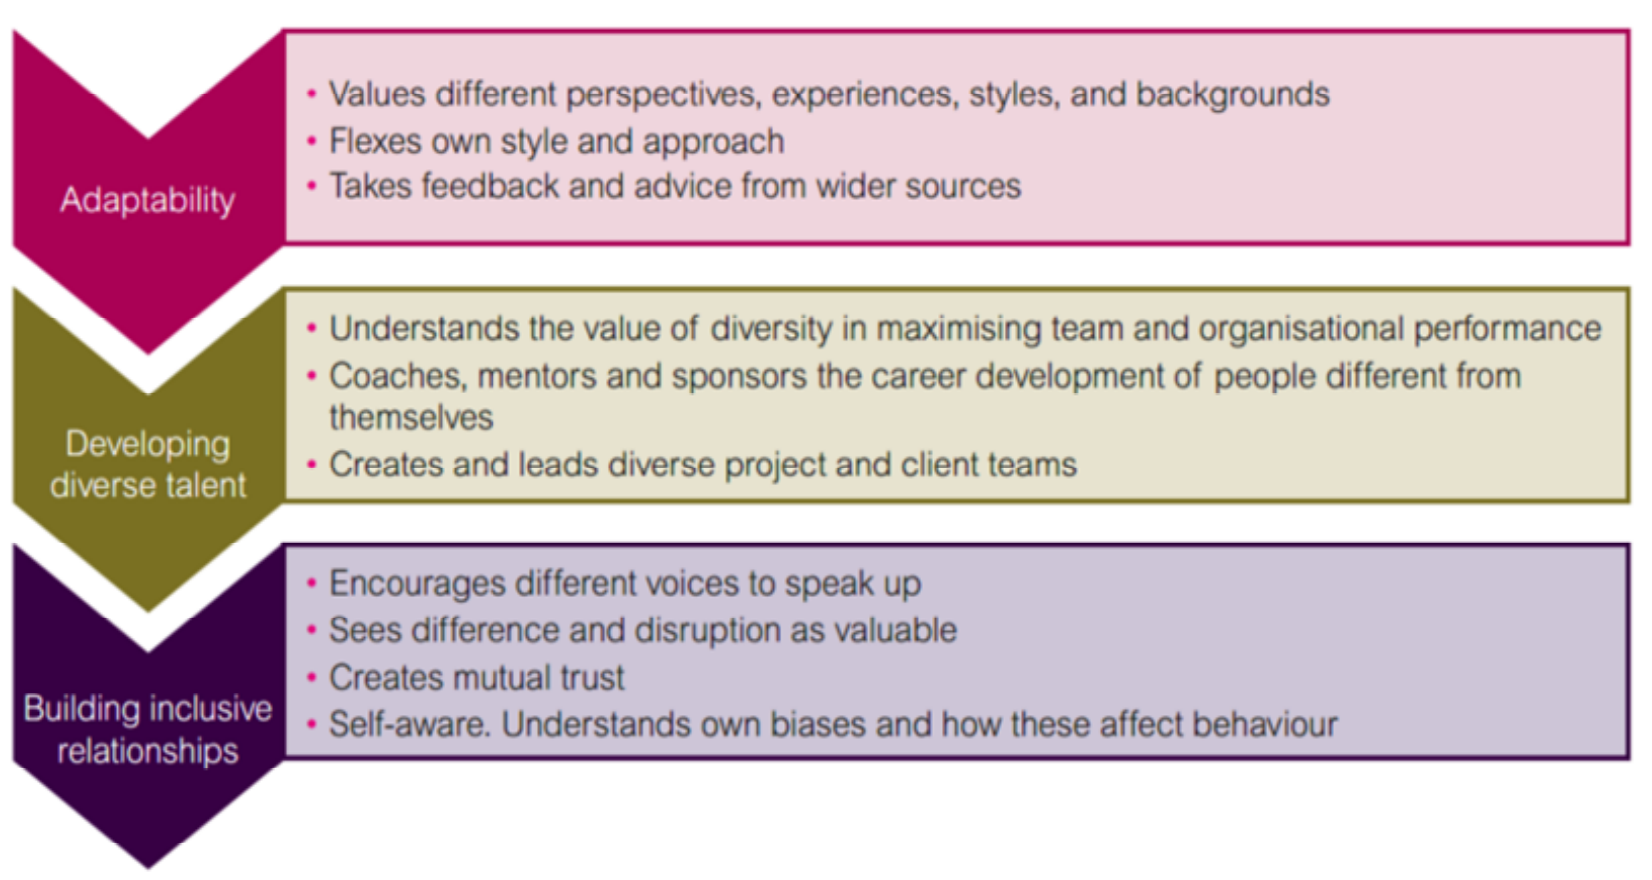 Adaptability
• Values different perspectives, experiences, styles, and backgrounds
• Flexes own style and approach
• Takes feedback and advice from wider sources
Developing
diverse talent
• Understands the value of diversity in maximising team and organisational performance
• Coaches, mentors and sponsors the career development of people different from
themselves
• Creates and leads diverse project and client teams
Building inclusive
relationships
• Encourages different voices to speak up
• Sees difference and disruption as valuable
• Creates mutual trust
• Self-aware. Understands own biases and how these affect behaviour